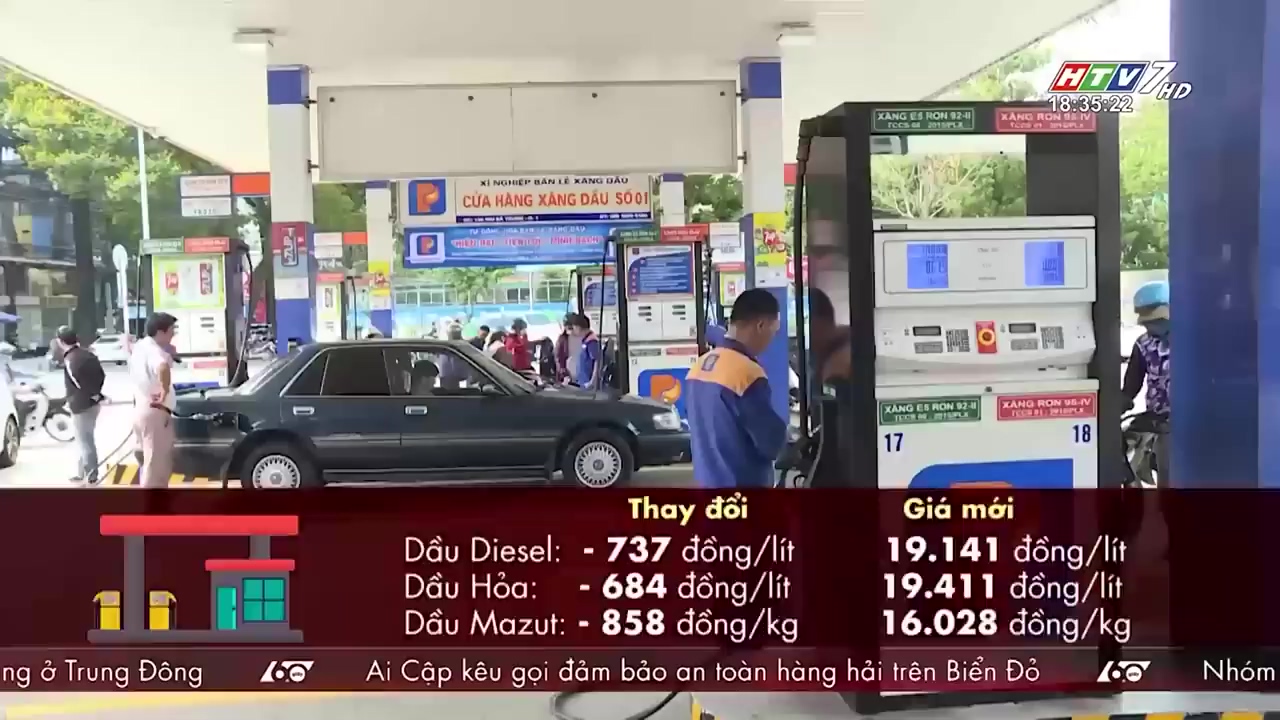 HTV7 HD
18:35:22
XĂNG E5 RON 92-II
XĂNG RON 95-IV
XÍ NGHIỆP BÁN LẺ XĂNG DẦU
CỬA HÀNG XĂNG DẦU SỐ 01
XĂNG E5 RON 92-II
XĂNG RON 95-IV
17
18
Thay đổi Giá mới
Dầu Diesel: - 737 đồng/lít 19.141 đồng/lít
Dầu Hỏa: - 684 đồng/lít 19.411 đồng/lít
Dầu Mazut: - 858 đồng/kg 16.028 đồng/kg
ng ở Trung Đông 60 giây Ai Cập kêu gọi đảm bảo an toàn hàng hải trên Biển Đỏ 60 giây Nhóm